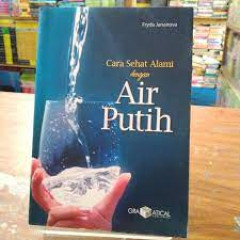 Cara Sehat Alami
dengan
Air
Putih